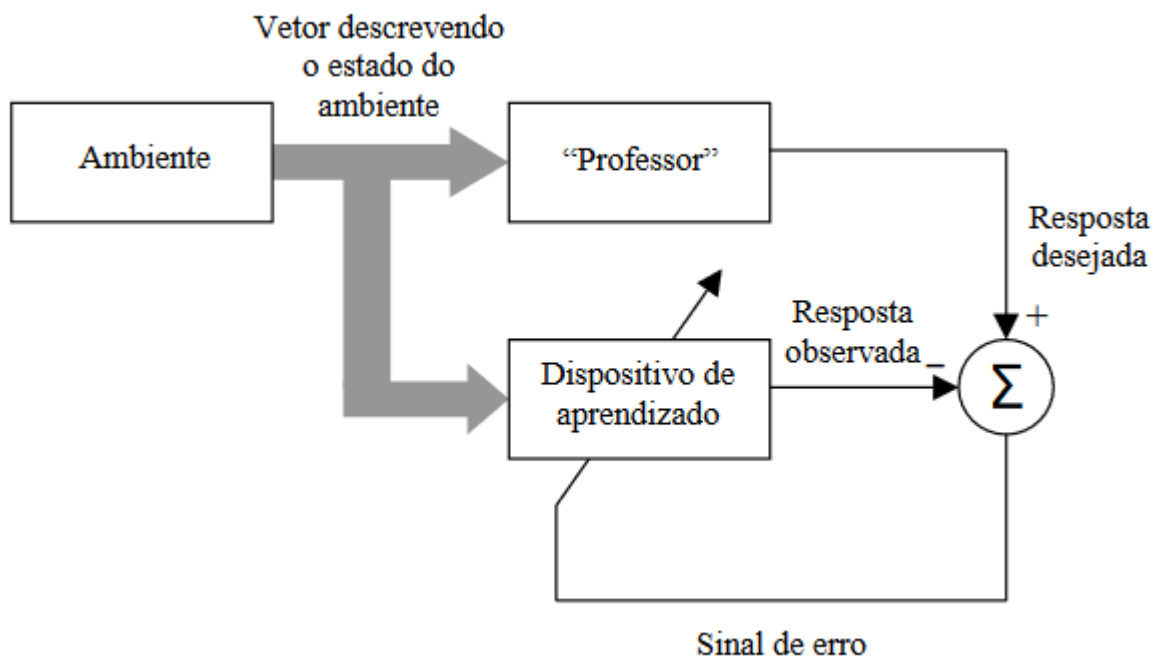 Vetor descrevendo
o estado do
ambiente
Ambiente
“Professor”
Resposta
desejada
+
Resposta
observada
−
Σ
Dispositivo de
aprendizado
Sinal de erro